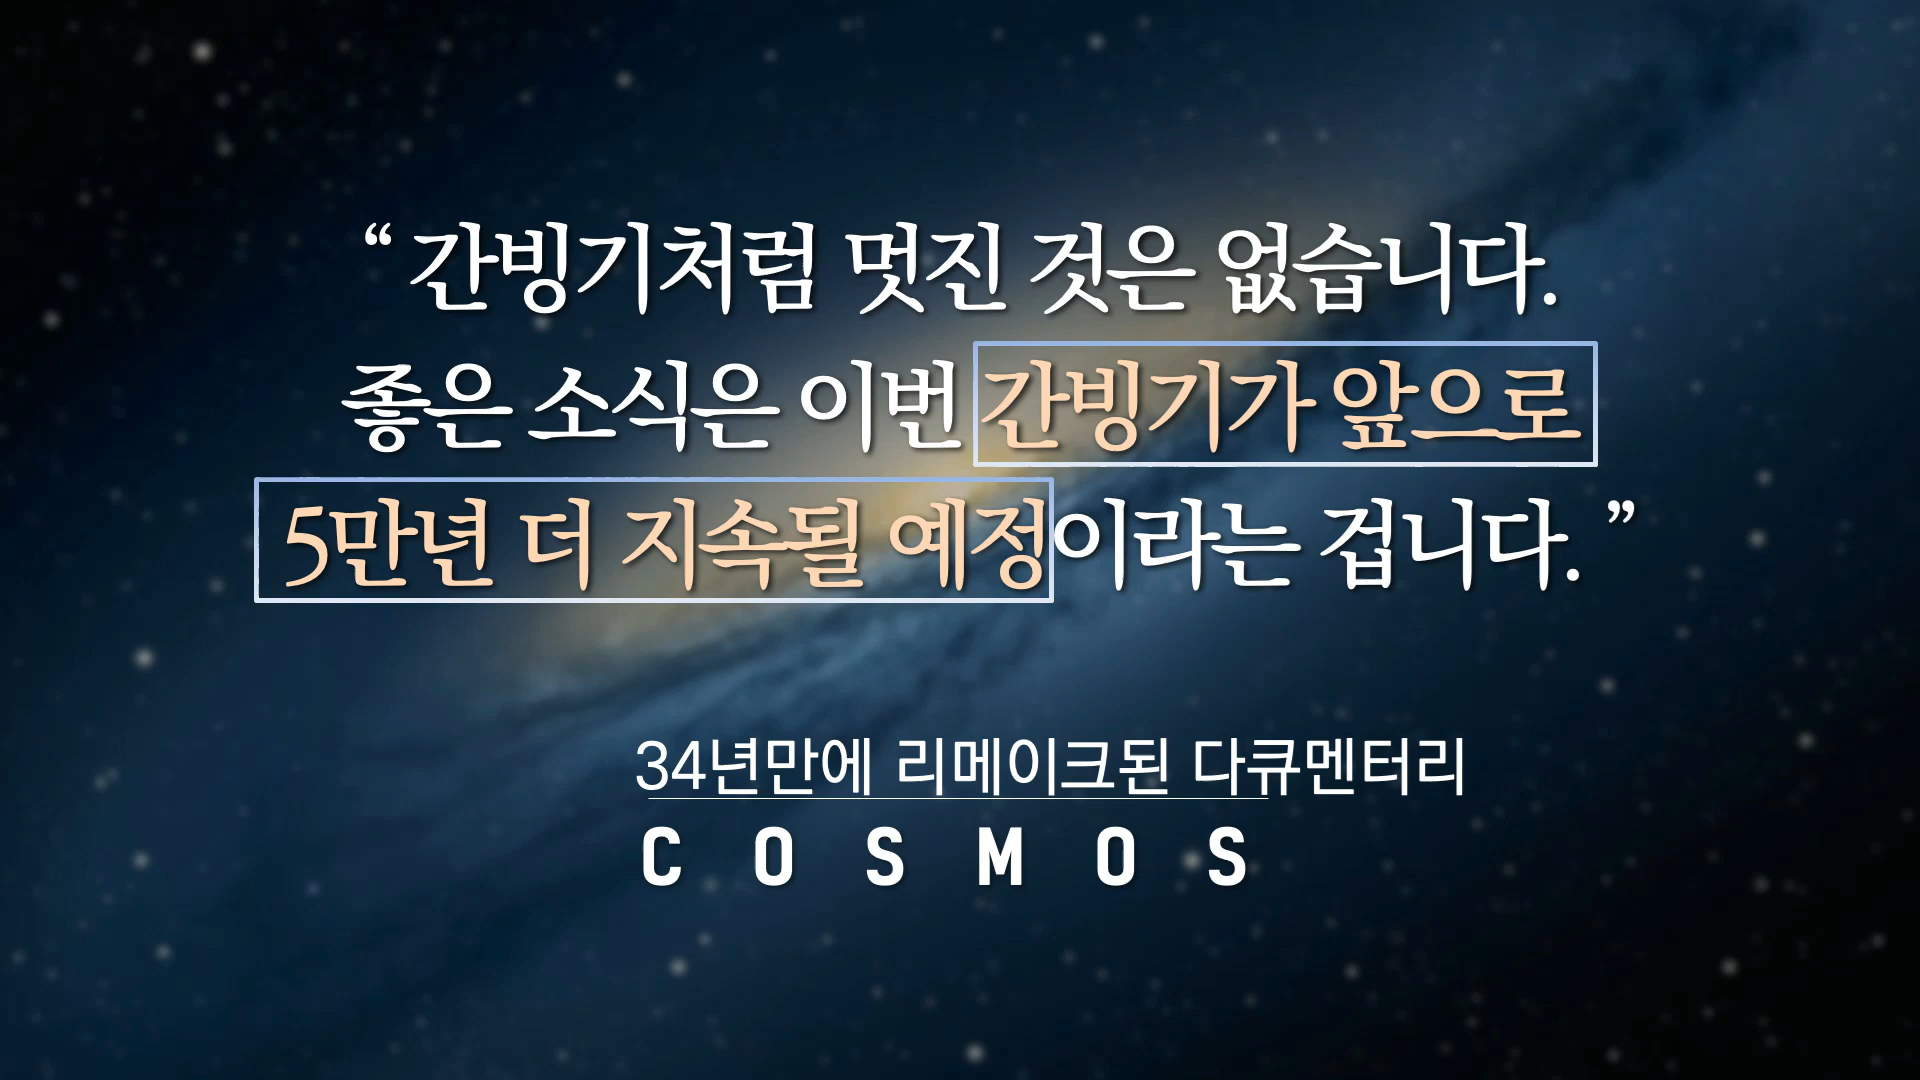 “ 간빙기처럼 멋진 것은 없습니다.
좋은 소식은 이번 간빙기가 앞으로
5만년 더 지속될 예정이라는 겁니다. ”
34년만에 리메이크된 다큐멘터리
COSMOS